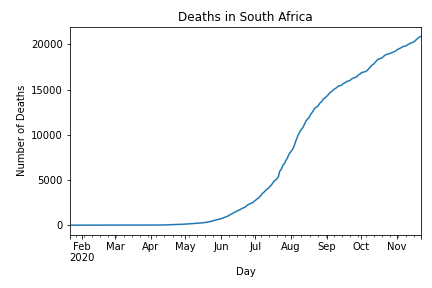 Deaths in South Africa
Number of Deaths
20000
15000
10000
5000
0
Feb Mar Apr May Jun Jul Aug Sep Oct Nov
2020
Day